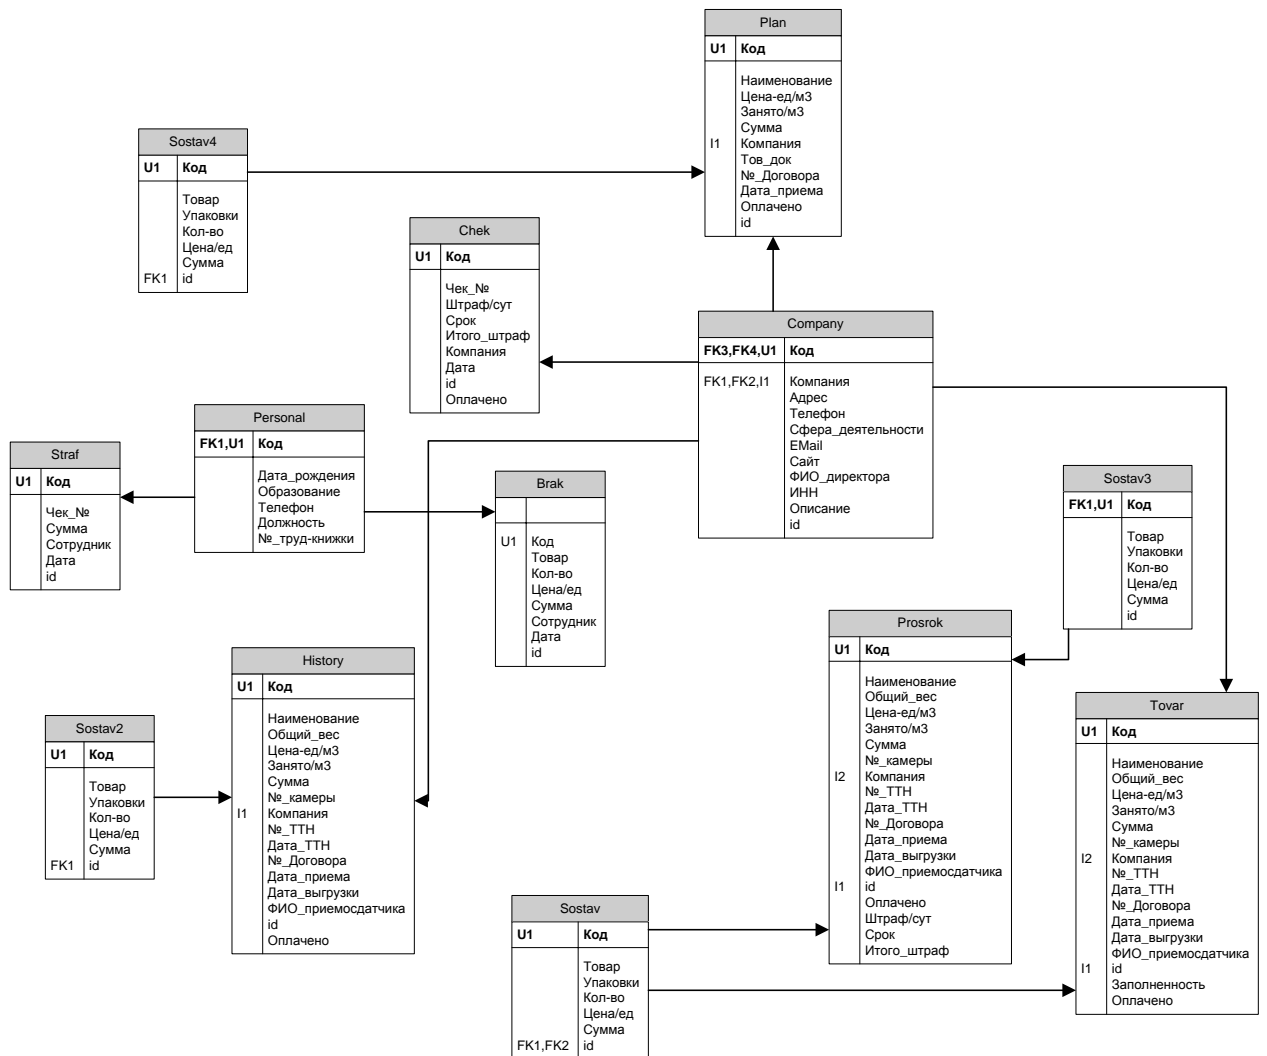 Plan
U1 Код
Наименование
Цена-ед/м3
Занято/м3
Сумма
I1 Компания
Тов_док
№_Договора
Дата_приема
Оплачено
id
Sostav4
U1 Код
Товар
Упаковки
Кол-во
Цена/ед
Сумма
FK1 id
Chek
U1 Код
Чек_№
Штраф/сут
Срок
Итого_штраф
Компания
Дата
id
Оплачено
Company
FK3,FK4,U1 Код
FK1,FK2,I1 Компания
Адрес
Телефон
Сфера_деятельности
EMail
Сайт
ФИО_директора
ИНН
Описание
id
Personal
FK1,U1 Код
Дата_рождения
Образование
Телефон
Должность
№_труд-книжки
Straf
U1 Код
Чек_№
Сумма
Сотрудник
Дата
id
Brak
U1 Код
Товар
Кол-во
Цена/ед
Сумма
Сотрудник
Дата
id
Sostav3
FK1,U1 Код
Товар
Упаковки
Кол-во
Цена/ед
Сумма
id
Prosrok
U1 Код
Наименование
Общий_вес
Цена-ед/м3
Занято/м3
Сумма
№_камеры
I2 Компания
№_ТТН
Дата_ТТН
№_Договора
Дата_приема
Дата_выгрузки
ФИО_приемосдатчика
I1 id
Оплачено
Штраф/сут
Срок
Итого_штраф
History
U1 Код
Наименование
Общий_вес
Цена-ед/м3
Занято/м3
Сумма
№_камеры
I1 Компания
№_ТТН
Дата_ТТН
№_Договора
Дата_приема
Дата_выгрузки
ФИО_приемосдатчика
id
Оплачено
Tovar
U1 Код
Наименование
Общий_вес
Цена-ед/м3
Занято/м3
Сумма
№_камеры
I2 Компания
№_ТТН
Дата_ТТН
№_Договора
Дата_приема
Дата_выгрузки
ФИО_приемосдатчика
I1 id
Заполненность
Оплачено
Sostav2
U1 Код
Товар
Упаковки
Кол-во
Цена/ед
Сумма
FK1 id
Sostav
U1 Код
Товар
Упаковки
Кол-во
Цена/ед
Сумма
FK1,FK2 id